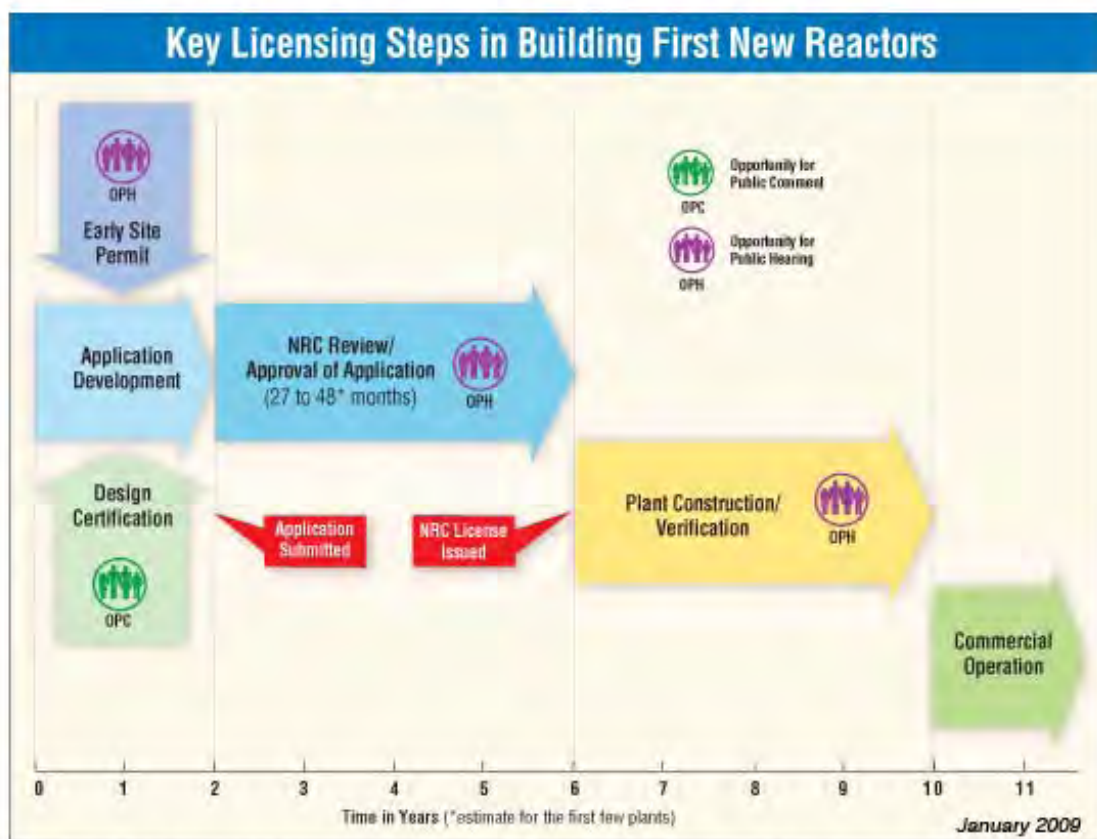 Key Licensing Steps in Building First New Reactors
OPH
Early Site
Permit
Opportunity for
Public Comment
OPC
Opportunity for
Public Hearing
OPH
Application
Development
NRC Review/
Approval of Application
(27 to 48* months)
OPH
Design
Certification
OPC
Application
Submitted
NRC License
Issued
Plant Construction/
Verification
OPH
Commercial
Operation
0 1 2 3 4 5 6 7 8 9 10 11
Time in Years (*estimate for the first few plants)
January 2009